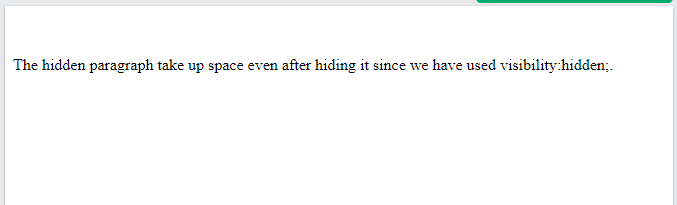 The hidden paragraph take up space even after hiding it since we have used visibility:hidden;.